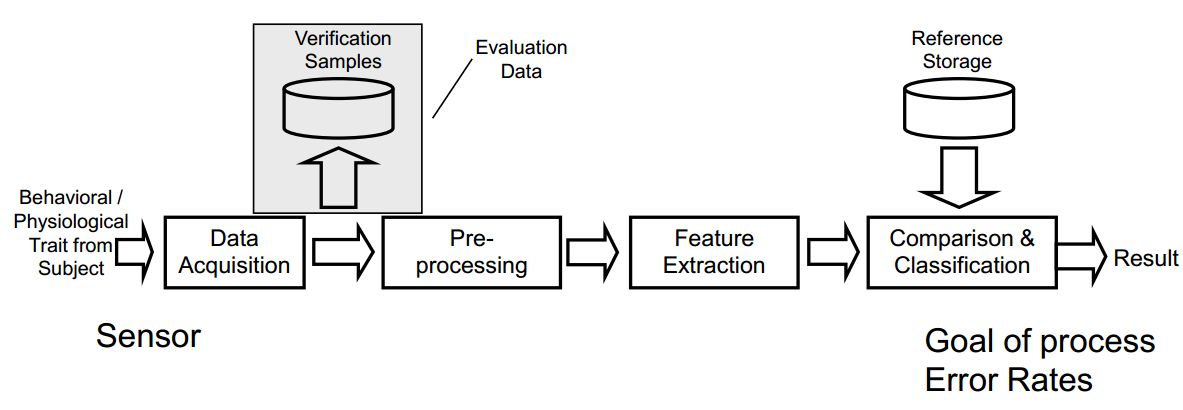 Verification
Samples
Evaluation
Data
Reference
Storage
Behavioral /
Physiological
Trait from
Subject
Data
Acquisition
Pre-
processing
Feature
Extraction
Comparison &
Classification
Result
Sensor
Goal of process
Error Rates